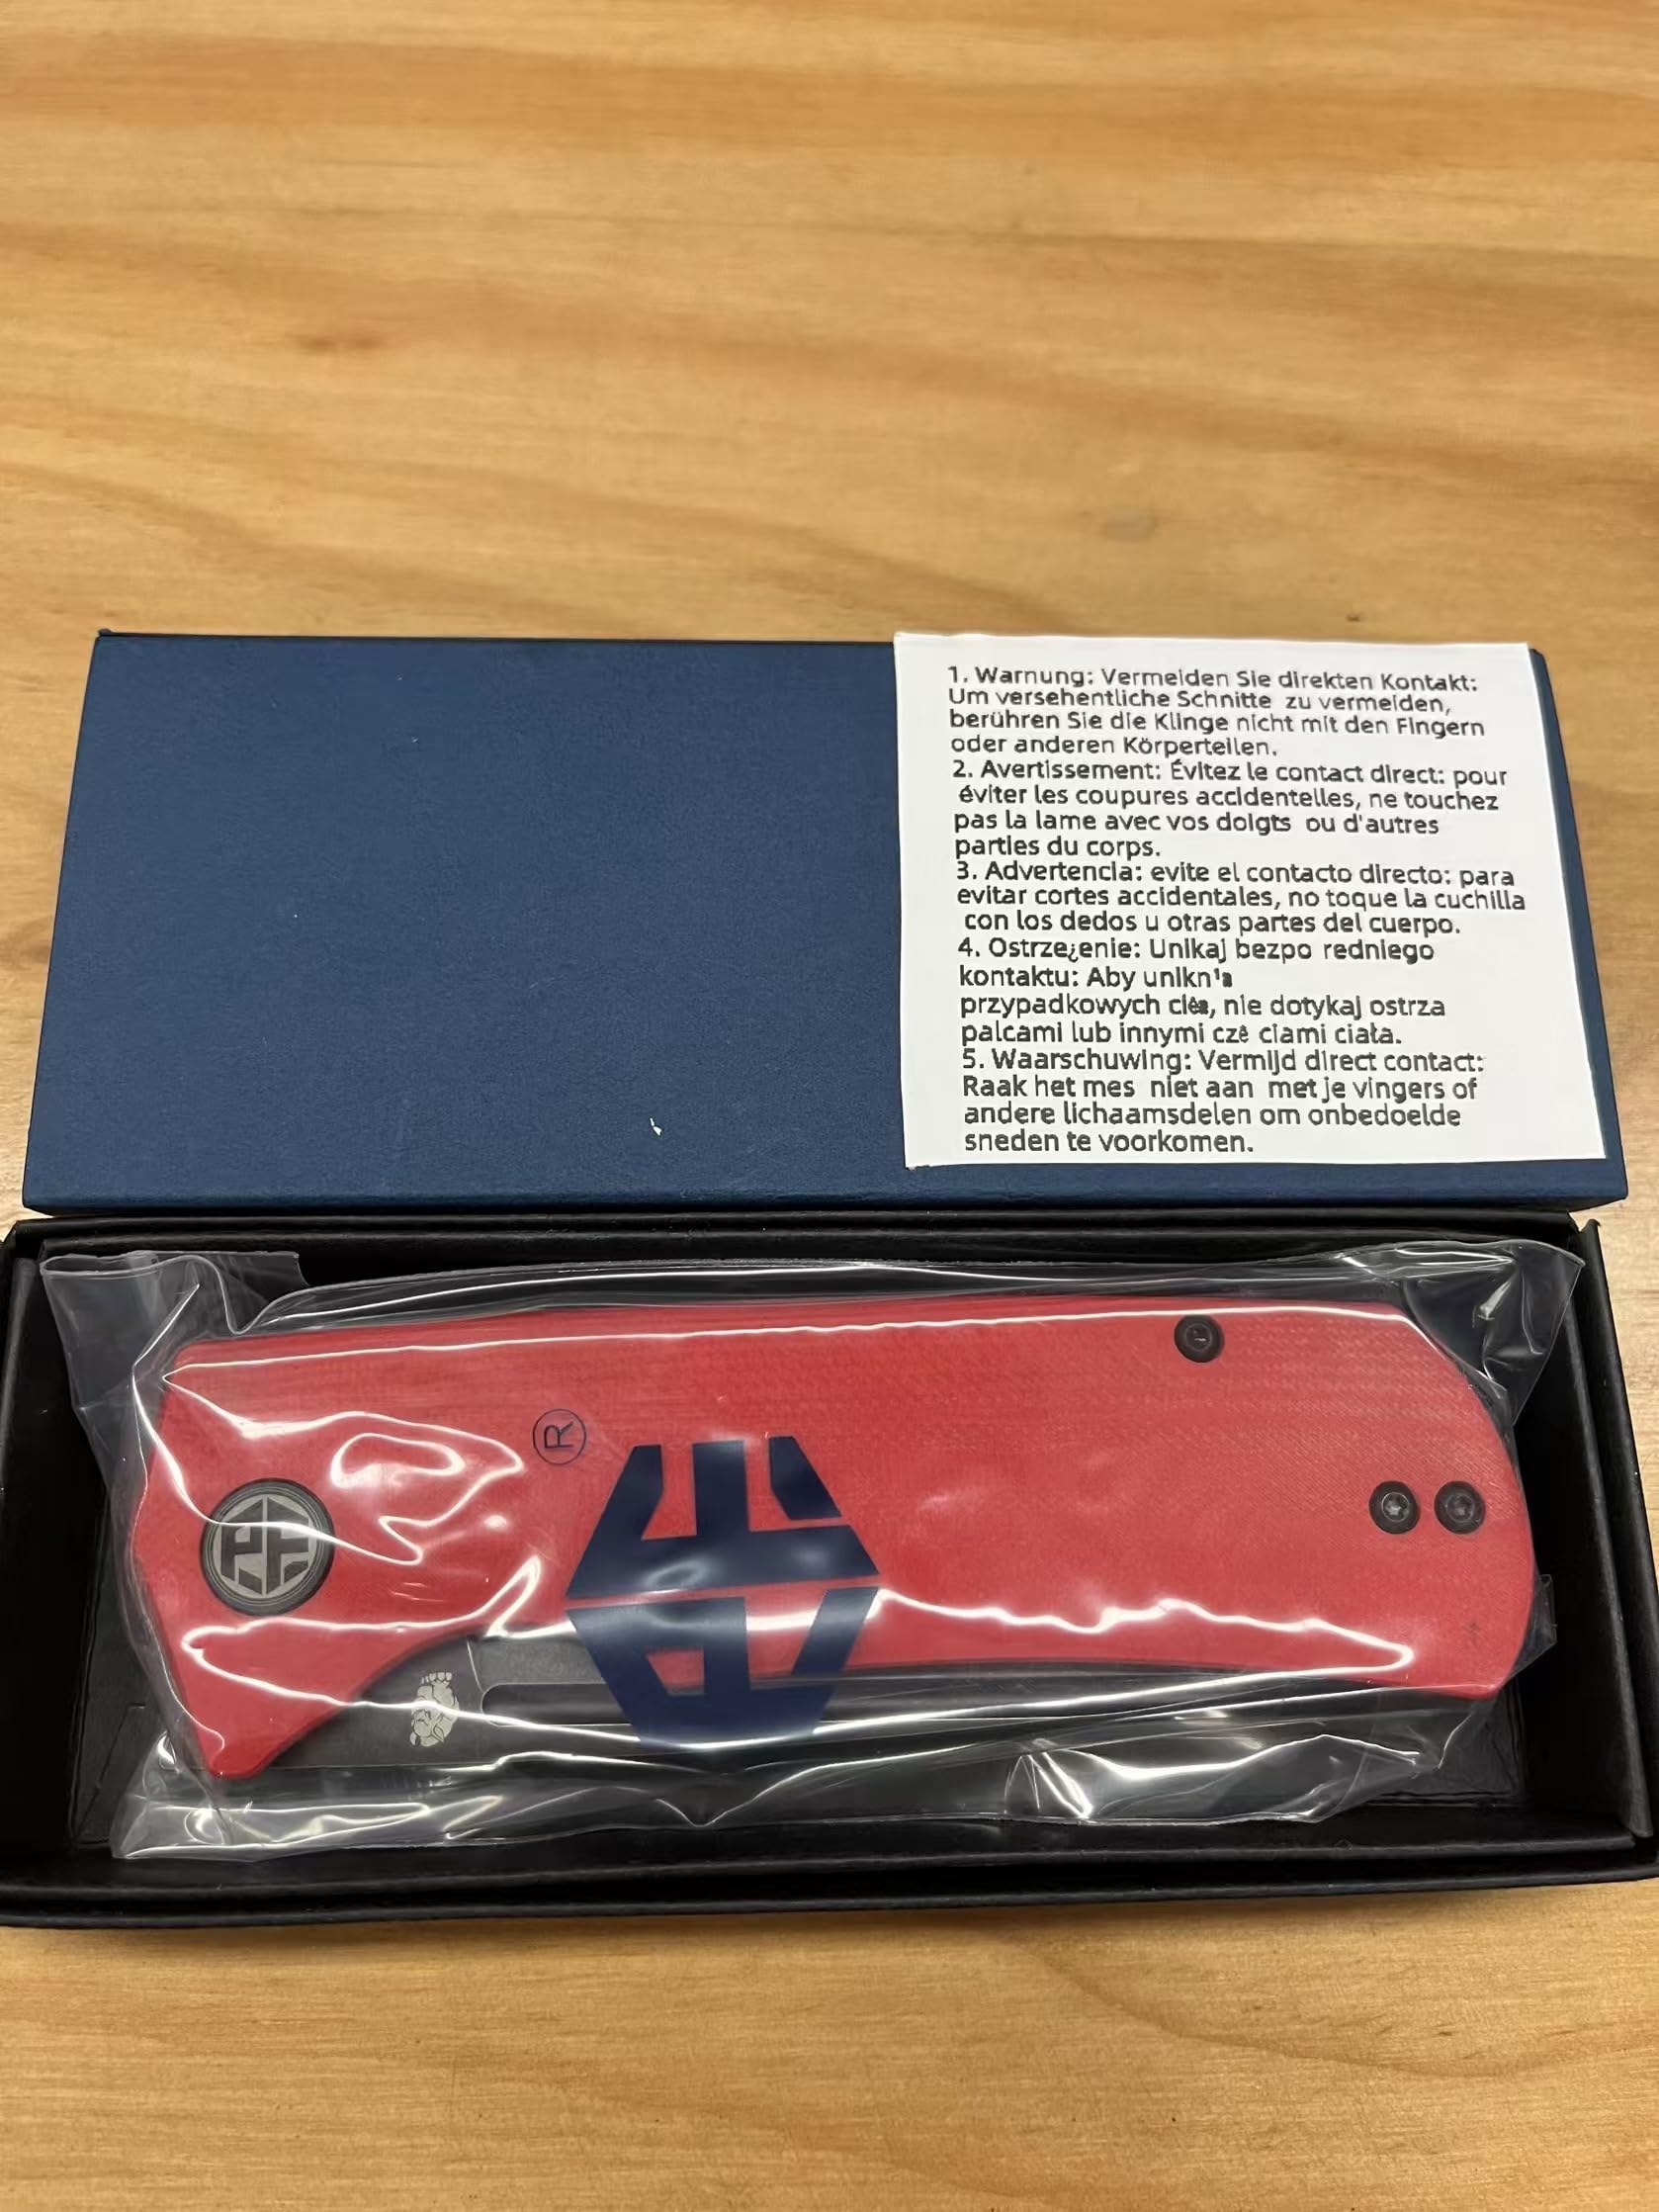 1. Warnung: Vermeiden Sie direkten Kontakt:
Um versehentliche Schnitte zu vermeiden,
berühren Sie die Klinge nicht mit den Fingern
oder anderen Körperteilen.
2. Avertissement: Évitez le contact direct: pour
éviter les coupures accidentelles, ne touchez
pas la lame avec vos doigts ou d'autres
parties du corps.
3. Advertencia: evite el contacto directo: para
evitar cortes accidentales, no toque la cuchilla
con los dedos u otras partes del cuerpo.
4. Ostrze¿enie: Unikaj bezpo redniego
kontaktu: Aby
przypadkowych nie dotykaj ostrza
palcami lub innymi czê ciami ciała.
5. Waarschuwing: Vermijd direct contact:
Raak het mes niet aan met je vingers of
andere lichaamsdelen om onbedoelde
sneden te voorkomen.
®